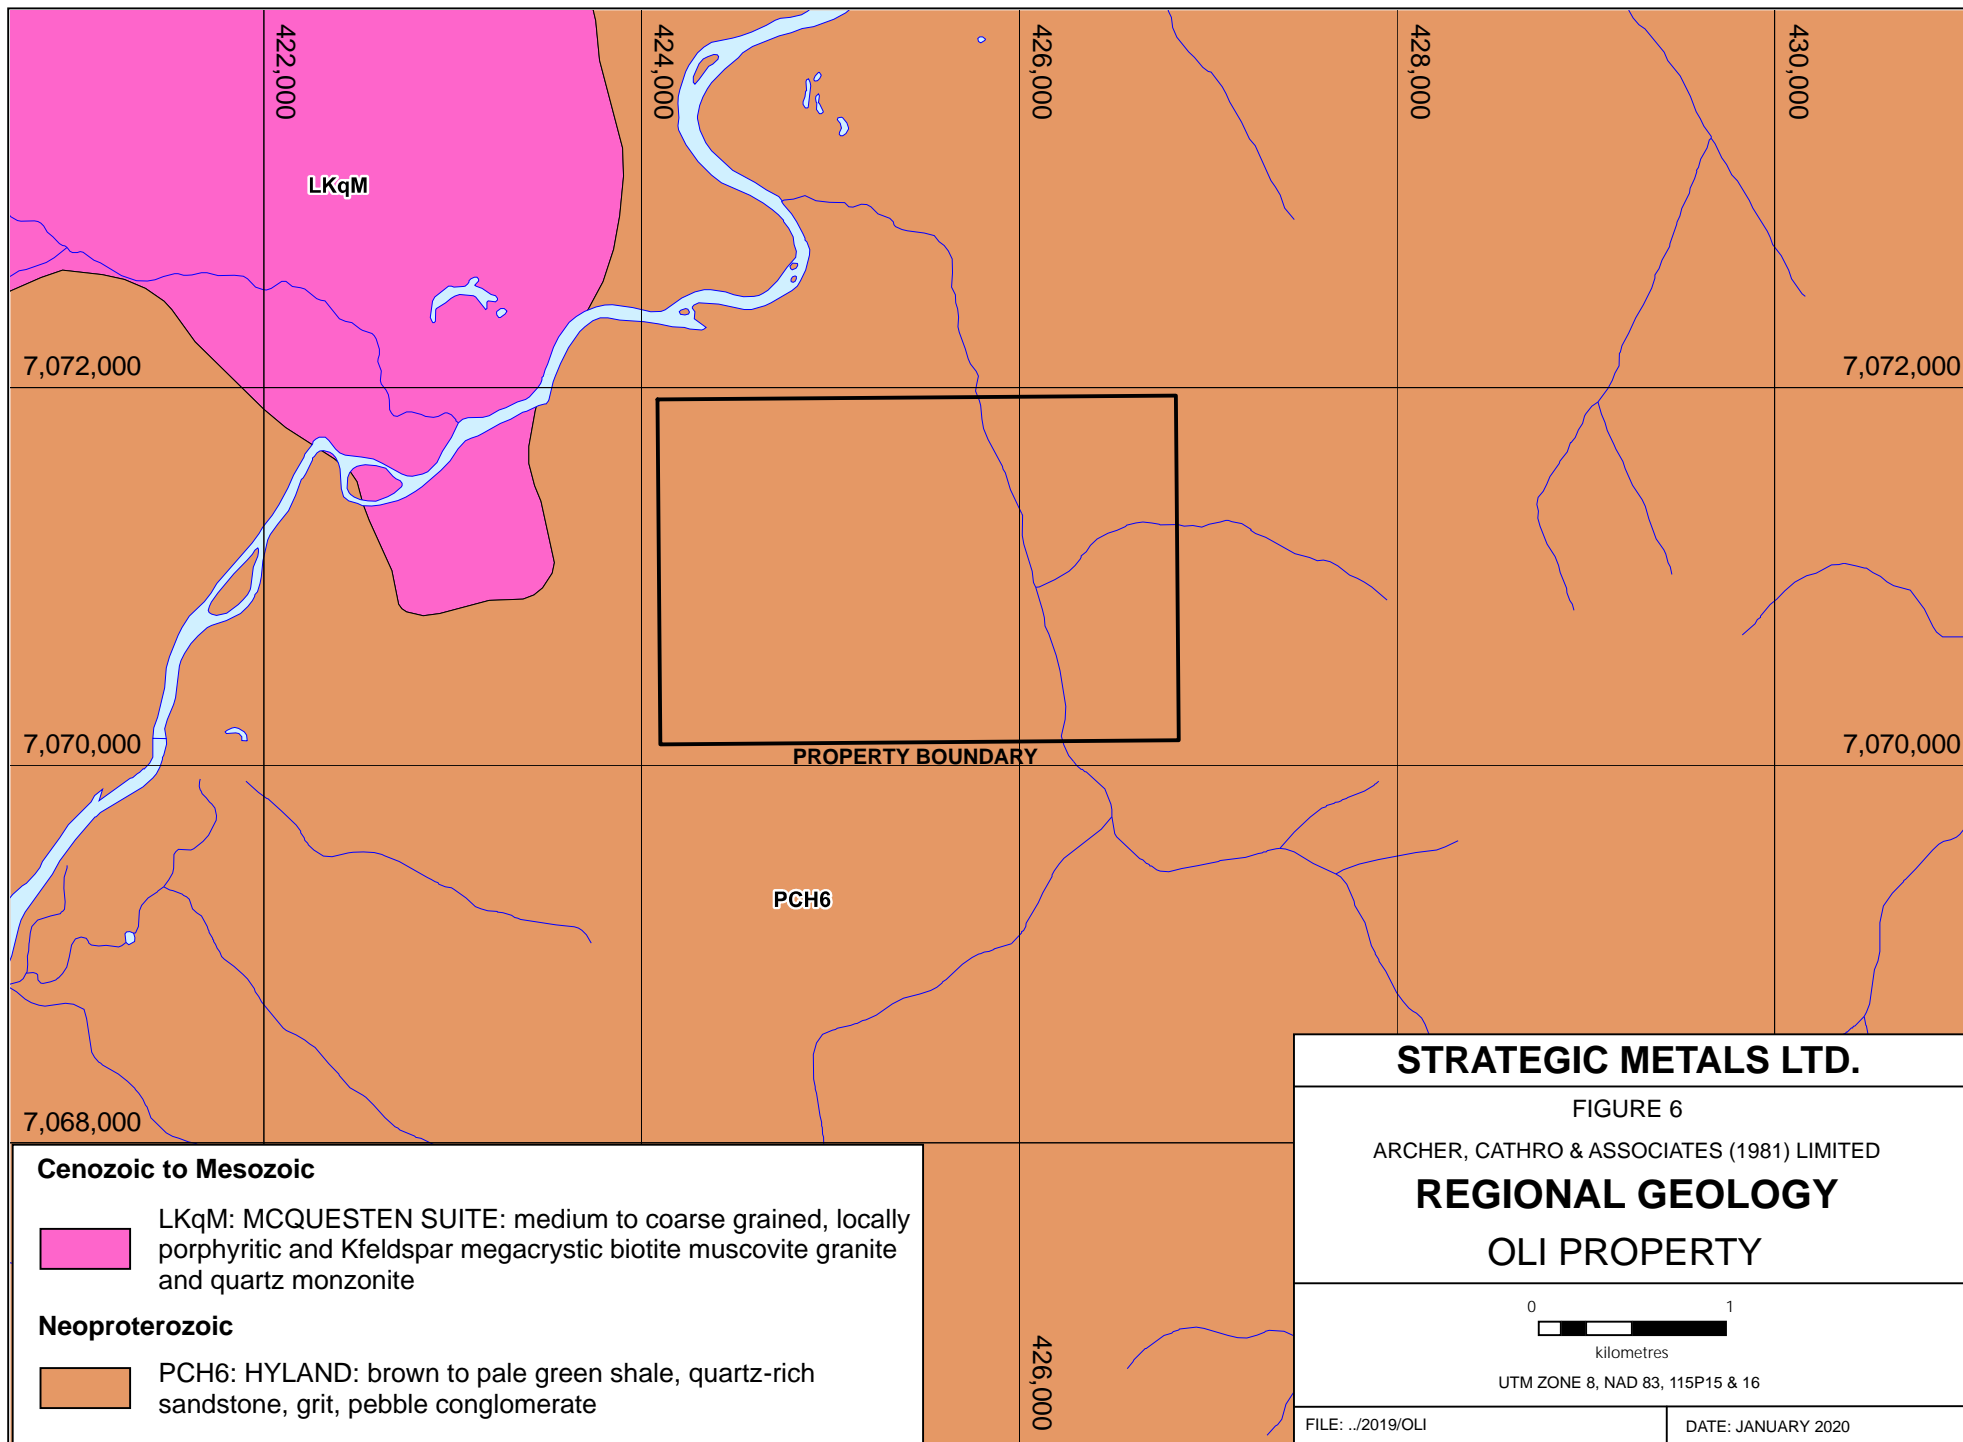 422,000
424,000
426,000
428,000
430,000
LKqM
7,072,000
7,072,000
7,070,000
7,070,000
PROPERTY BOUNDARY
PCH6
7,068,000
426,000
Cenozoic to Mesozoic
LKqM: MCQUESTEN SUITE: medium to coarse grained, locally
porphyritic and Kfeldspar megacrystic biotite muscovite granite
and quartz monzonite
Neoproterozoic
PCH6: HYLAND: brown to pale green shale, quartz-rich
sandstone, grit, pebble conglomerate
STRATEGIC METALS LTD.
FIGURE 6
ARCHER, CATHRO & ASSOCIATES (1981) LIMITED
REGIONAL GEOLOGY
OLI PROPERTY
0 1
kilometres
UTM ZONE 8, NAD 83, 115P15 & 16
FILE: ../2019/OLI
DATE: JANUARY 2020